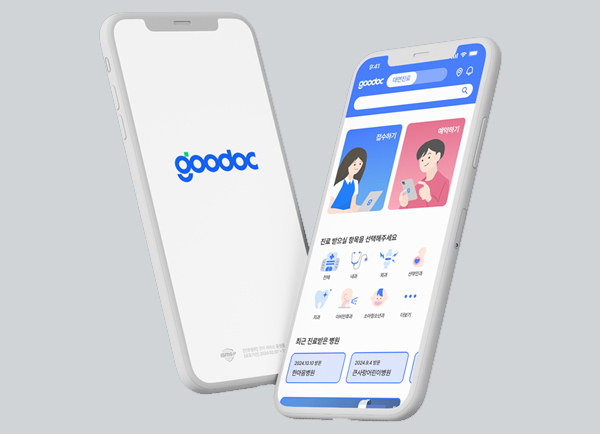 goodoc
9:41
goodoc
대면진료
접수하기
예약하기
진료 받으실 항목을 선택해주세요
전체
내과
외과
산부인과
치과
이비인후과
소아청소년과
더보기
최근 진료받은 병원
2024.10.10 방문
한마음병원
2024.9.4 방문
큰사랑어린이병원